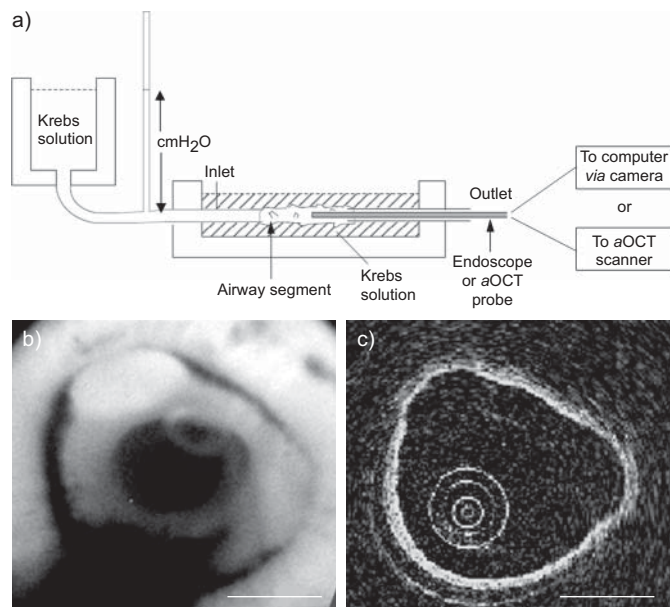 a)
Krebs
solution
cmH2O
Inlet
Outlet
To computer
via camera
or
To aOCT
scanner
Airway segment
Krebs
solution
Endoscope
or aOCT
probe
b)
c)